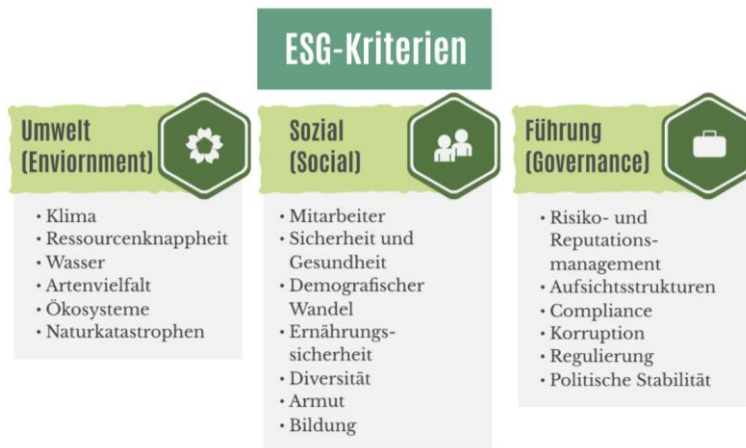 ESG-Kriterien
Umwelt
(Enviornment)
• Klima
• Ressourcenknappheit
• Wasser
• Artenvielfalt
• Ökosysteme
• Naturkatastrophen
Sozial
(Social)
• Mitarbeiter
• Sicherheit und
Gesundheit
• Demografischer
Wandel
• Ernährungs-
sicherheit
• Diversität
• Armut
• Bildung
Führung
(Governance)
• Risiko- und
Reputations-
management
• Aufsichtsstrukturen
• Compliance
• Korruption
• Regulierung
• Politische Stabilität